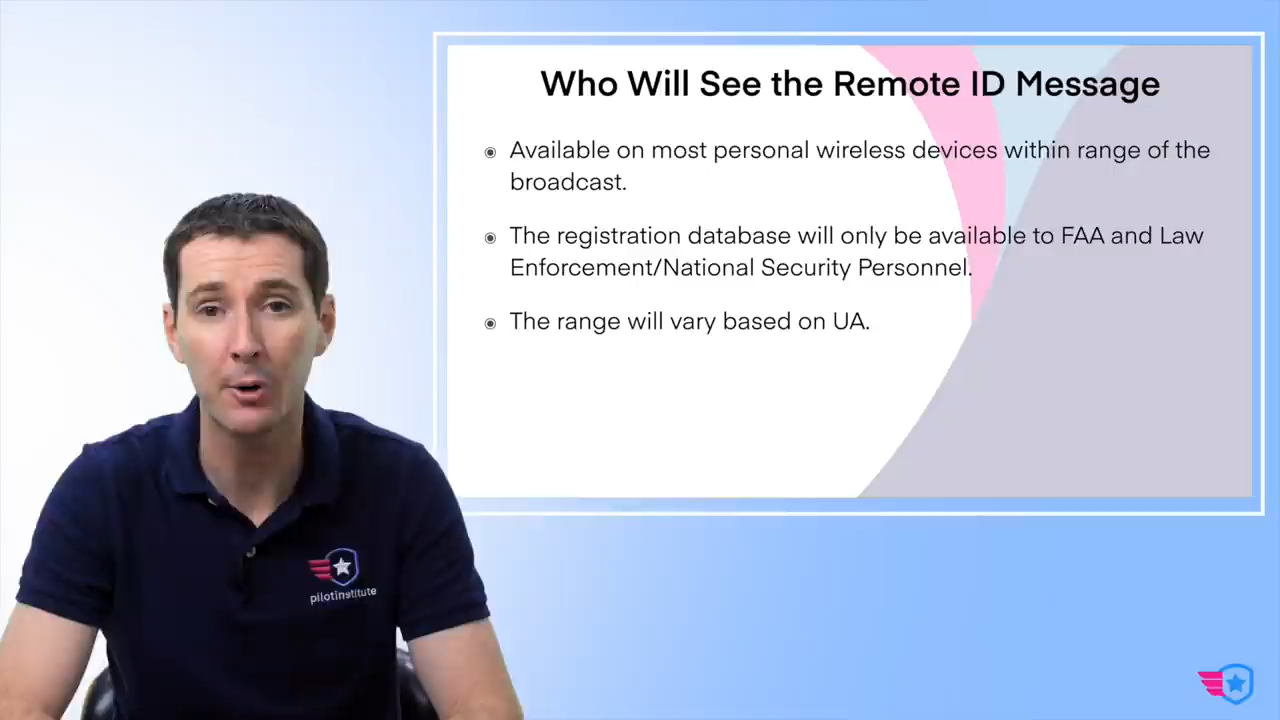 Who Will See the Remote ID Message
Available on most personal wireless devices within range of the
broadcast.
The registration database will only be available to FAA and Law
Enforcement/National Security Personnel.
The range will vary based on UA.
pilotinstitute